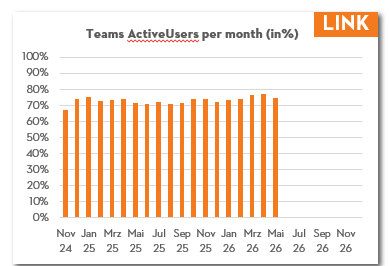 LINK
Teams ActiveUsers per month (in%)
100%
90%
80%
70%
60%
50%
40%
30%
20%
10%
0%
Nov Jan Mrz Mai Jul Sep Nov Jan Mrz Mai Jul Sep Nov
24 25 25 25 25 25 25 26 26 26 26 26 26